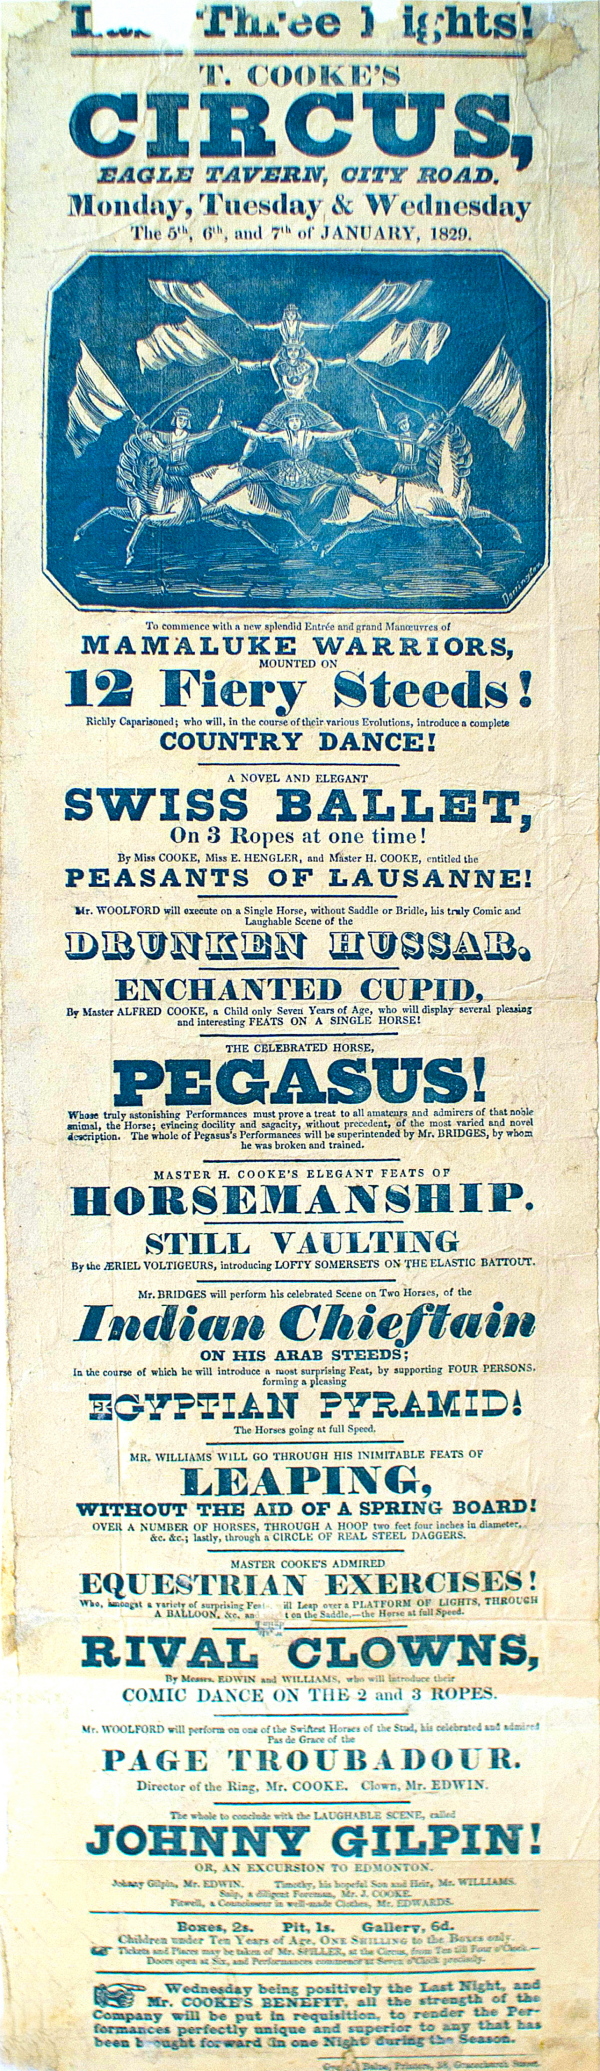 Three ights!
T. COOKE'S
CIRCUS,
EAGLE TAVERN, CITY ROAD.
Monday, Tuesday & Wednesday
The 5th, 6th, and 7th of JANUARY, 1829.
Dorrington
To commence with a new splendid Entrée and grand Manœuvres of
MAMALUKE WARRIORS,
MOUNTED ON
12 Fiery Steeds!
Richly Caparisoned; who will, in the course of their various Evolutions, introduce a complete
COUNTRY DANCE!
A NOVEL AND ELEGANT
SWISS BALLET,
On 3 Ropes at one time!
By Miss COOKE, Miss E. HENGLER, and Master H. COOKE, entitled the
PEASANTS OF LAUSANNE!
Mr. WOOLFORD will execute on a Single Horse, without Saddle or Bridle, his truly Comic and
Laughable Scene of the
DRUNKEN HUSSAR.
ENCHANTED CUPID,
By Master ALFRED COOKE, a Child only Seven Years of Age, who will display several pleasing
and interesting FEATS ON A SINGLE HORSE!
THE CELEBRATED HORSE,
PEGASUS!
Whose truly astonishing Performances must prove a treat to all amateurs and admirers of that noble
animal, the Horse; evincing docility and sagacity, without precedent, of the most varied and novel
description. The whole of Pegasus's Performances will be superintended by Mr. BRIDGES, by whom
he was broken and trained.
MASTER H. COOKE'S ELEGANT FEATS OF
HORSEMANSHIP.
STILL VAULTING
By the ÆRIEL VOLTIGEURS, introducing LOFTY SOMERSETS ON THE ELASTIC BATTOUT.
Mr. BRIDGES will perform his celebrated Scene on Two Horses, of the
Indian Chieftain
ON HIS ARAB STEEDS;
In the course of which he will introduce a most surprising Feat, by supporting FOUR PERSONS,
forming a pleasing
EGYPTIAN PYRAMID!
The Horses going at full Speed.
MR. WILLIAMS WILL GO THROUGH HIS INIMITABLE FEATS OF
LEAPING,
WITHOUT THE AID OF A SPRING BOARD!
OVER A NUMBER OF HORSES, THROUGH A HOOP two feet four inches in diameter,
&c. &c.; lastly, through a CIRCLE OF REAL STEEL DAGGERS.
MASTER COOKE'S ADMIRED
EQUESTRIAN EXERCISES!
Who, amongst a variety of surprising Feat ill Leap over a PLATFORM OF LIGHTS, THROUGH
A BALLOON, &c. an t on the Saddle,—the Horse at full Speed.
RIVAL CLOWNS,
By Messrs. EDWIN and WILLIAMS, who will introduce their
COMIC DANCE ON THE 2 and 3 ROPES.
Mr. WOOLFORD will perform on one of the Swiftest Horses of the Stud, his celebrated and admired
Pas de Grace of the
PAGE TROUBADOUR.
Director of the Ring, Mr. COOKE. Clown, Mr. EDWIN.
The whole to conclude with the LAUGHABLE SCENE, called
JOHNNY GILPIN!
OR, AN EXCURSION TO EDMONTON.
Johnny Gilpin, Mr. EDWIN. Timothy, his hopeful Son and Heir, Mr. WILLIAMS.
Snip, a diligent Foreman, Mr. J. COOKE.
Fitwell, a Connoisseur in well-made Clothes, Mr. EDWARDS.
Boxes, 2s. Pit, 1s. Gallery, 6d.
Children under Ten Years of Age, ONE SHILLING to the Boxes only.
Tickets and Places may be taken of Mr. SPILLER, at the Circus, from Ten till Four o'Clock.—
Doors open at Six, and Performances commence at Seven o'Clock precisely.
Wednesday being positively the Last Night, and
Mr. COOKE'S BENEFIT, all the strength of the
Company will be put in requisition, to render the Per-
formances perfectly unique and superior to any that has
been b ought forward in one Night during the Season.
Balne, Printers, 38, Gracechurch Street